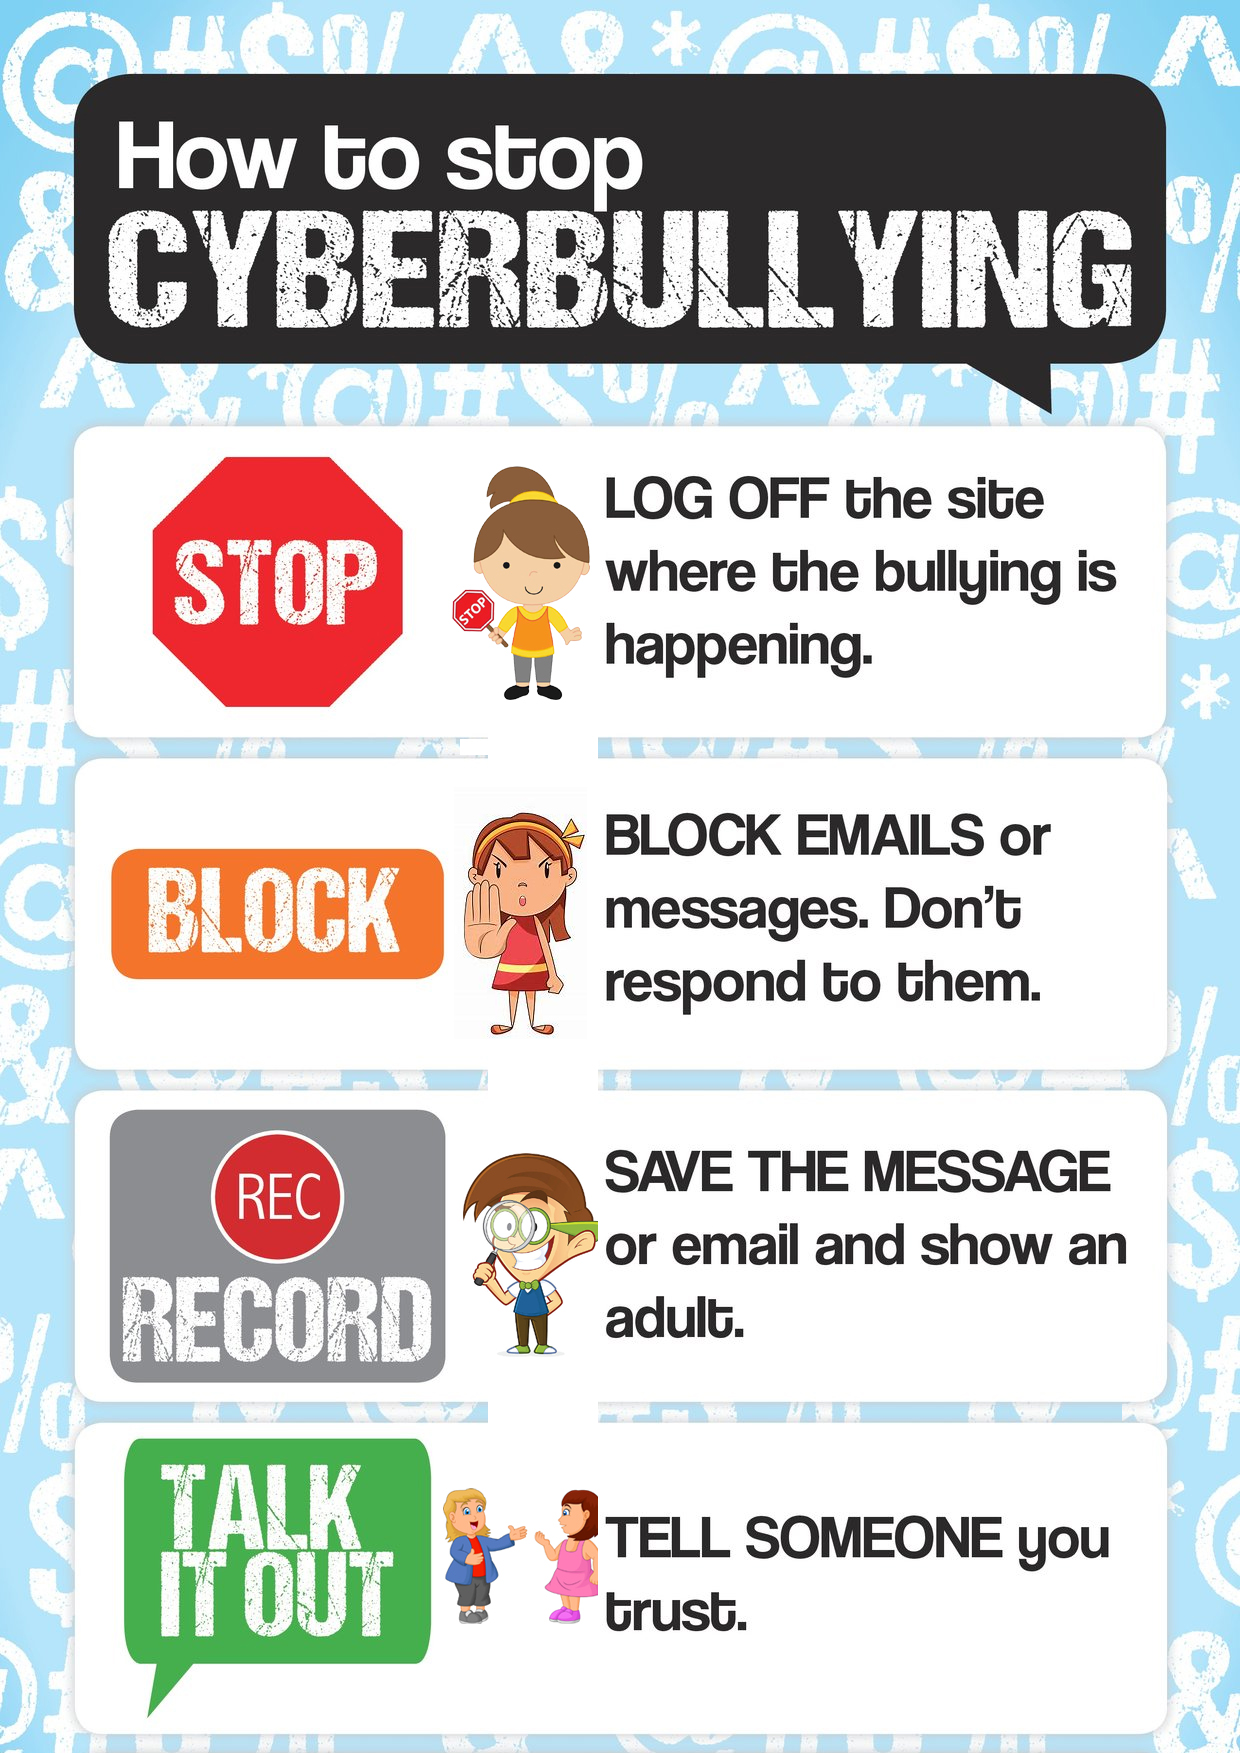 How to stop
CYBERBULLYING
STOP
STOP
LOG OFF the site
where the bullying is
happening.
BLOCK
BLOCK EMAILS or
messages. Don’t
respond to them.
REC
RECORD
SAVE THE MESSAGE
or email and show an
adult.
TALK
IT OUT
TELL SOMEONE you
trust.